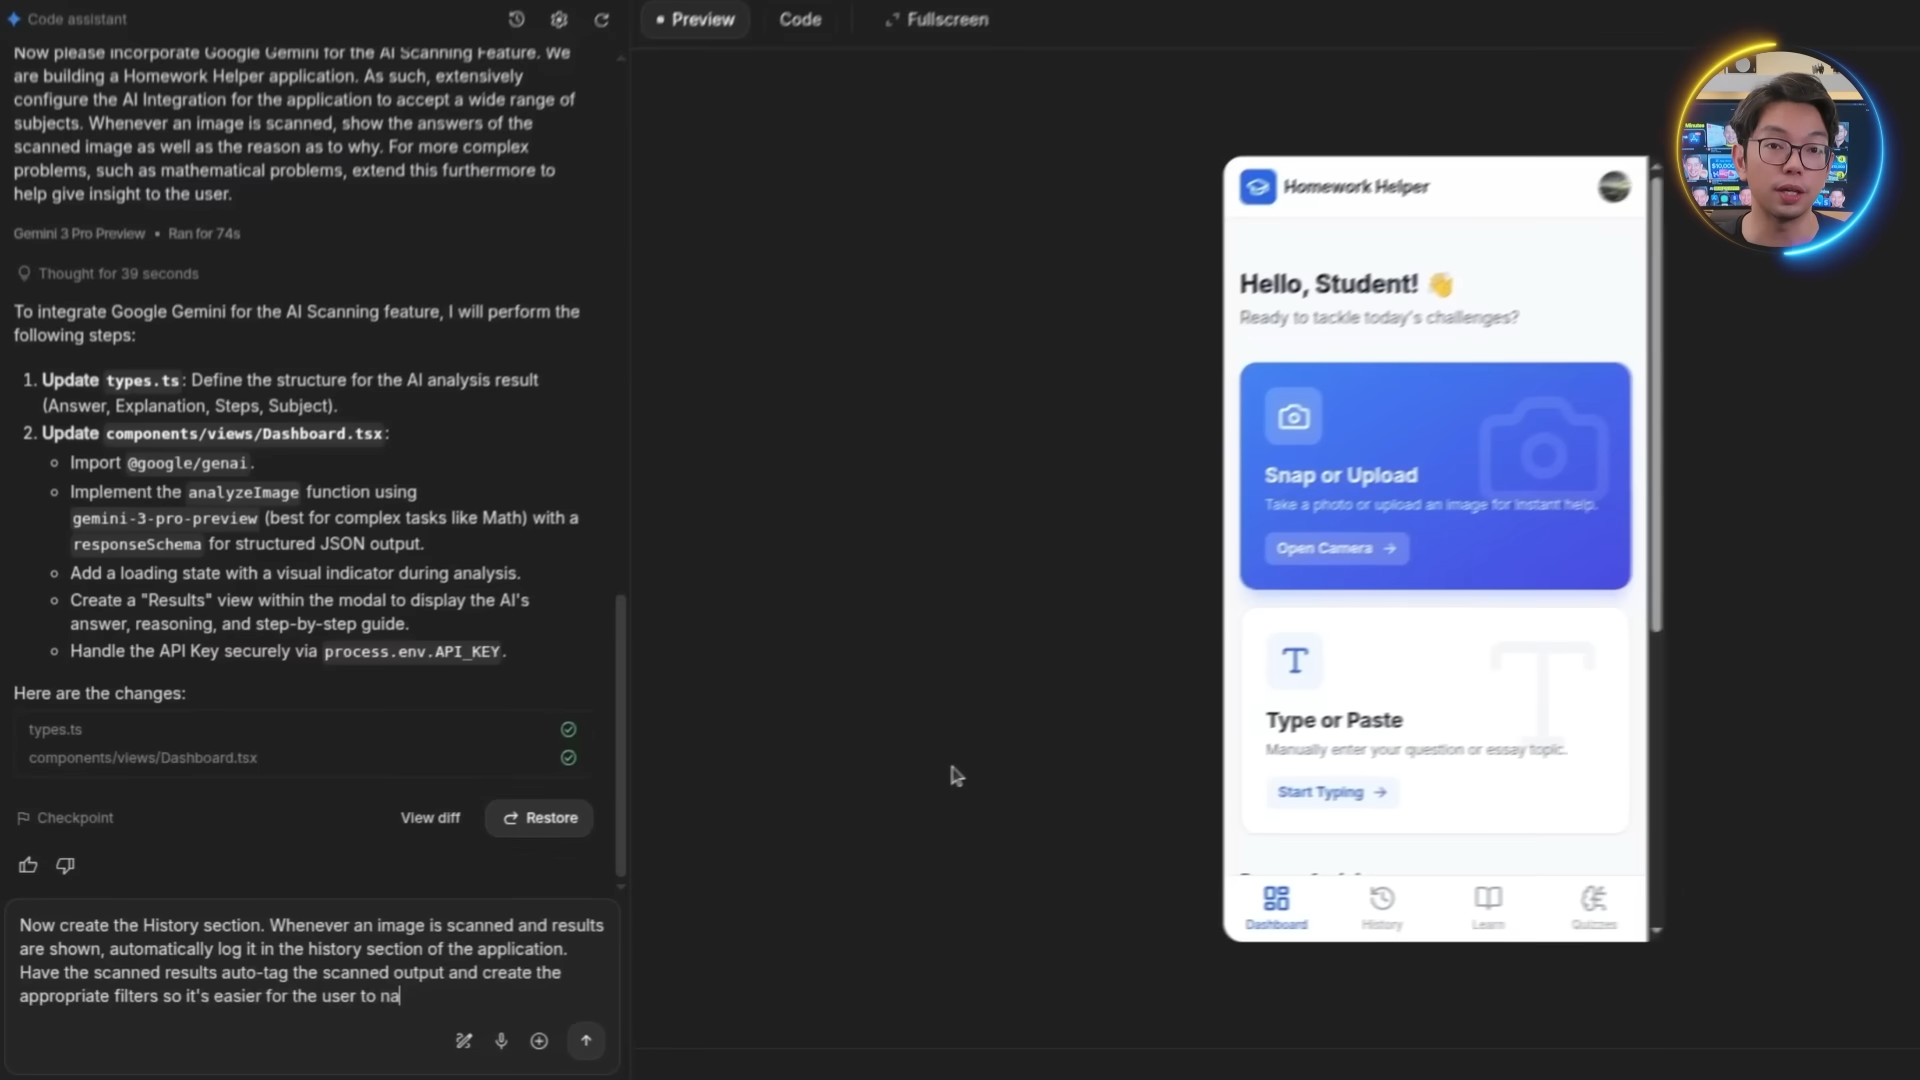 Code assistant
Preview
Code
Fullscreen
Now please incorporate Google Gemini for the AI Scanning Feature. We
are building a Homework Helper application. As such, extensively
configure the AI Integration for the application to accept a wide range of
subjects. Whenever an image is scanned, show the answers of the
scanned image as well as the reason as to why. For more complex
problems, such as mathematical problems, extend this furthermore to
help give insight to the user.
Gemini 3 Pro Preview • Ran for 74s
Thought for 39 seconds
To integrate Google Gemini for the AI Scanning feature, I will perform the
following steps:
1. Update types.ts: Define the structure for the AI analysis result
(Answer, Explanation, Steps, Subject).
2. Update components/views/Dashboard.tsx:
Import @google/genai.
Implement the analyzeImage function using
gemini-3-pro-preview (best for complex tasks like Math) with a
responseSchema for structured JSON output.
Add a loading state with a visual indicator during analysis.
Create a "Results" view within the modal to display the AI's
answer, reasoning, and step-by-step guide.
Handle the API Key securely via process.env.API_KEY.
Here are the changes:
types.ts
components/views/Dashboard.tsx
Checkpoint
View diff
Restore
Now create the History section. Whenever an image is scanned and results
are shown, automatically log it in the history section of the application.
Have the scanned results auto-tag the scanned output and create the
appropriate filters so it's easier for the user to na
Homework Helper
Hello, Student! 👋
Ready to tackle today's challenges?
Snap or Upload
Take a photo or upload an image for instant help.
Open Camera →
T
Type or Paste
Manually enter your question or essay topic.
Start Typing →
Dashboard
History
Learn
Quizzes